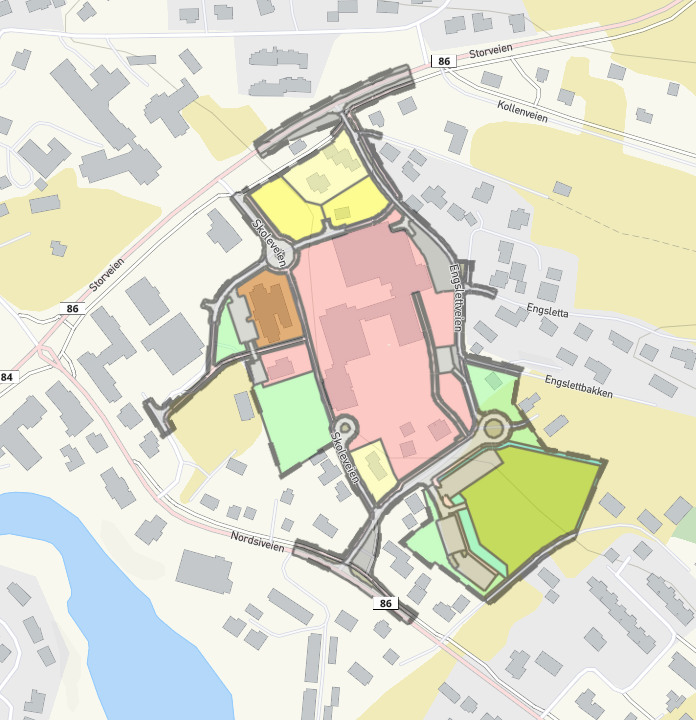 86
Storveien
Kollenveien
Skoleveien
Storveien
Engslettveien
86
Engsletta
84
Engslettbakken
Skoleveien
Nordsiveien
86